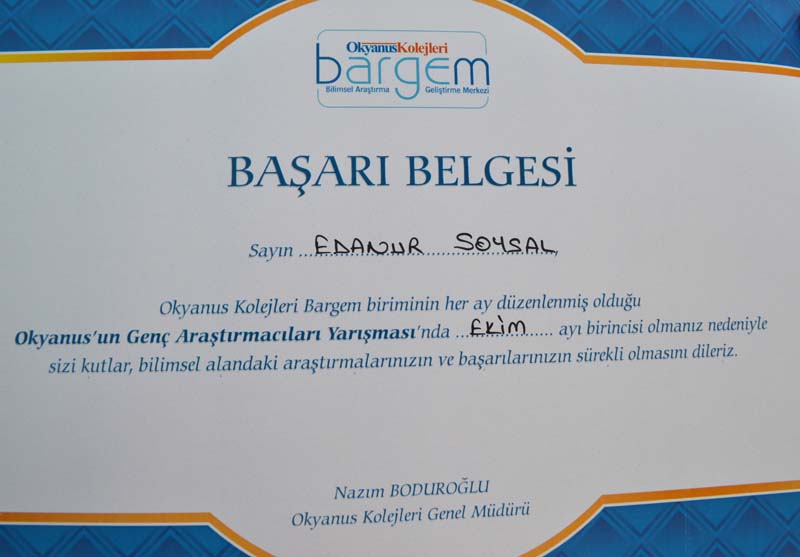 OkyanusKolejleri
bargem
Bilimsel Araştırma Geliştirme Merkezi
BAŞARI BELGESİ
Sayın ...EDANUR SOYSAL,
Okyanus Kolejleri Bargem biriminin her ay düzenlenmiş olduğu
Okyanus'un Genç Araştırmacıları Yarışması'nda ...EKİM... ayı birincisi olmanız nedeniyle
sizi kutlar, bilimsel alandaki araştırmalarınızın ve başarılarınızın sürekli olmasını dileriz.
Nazım BODUROĞLU
Okyanus Kolejleri Genel Müdürü